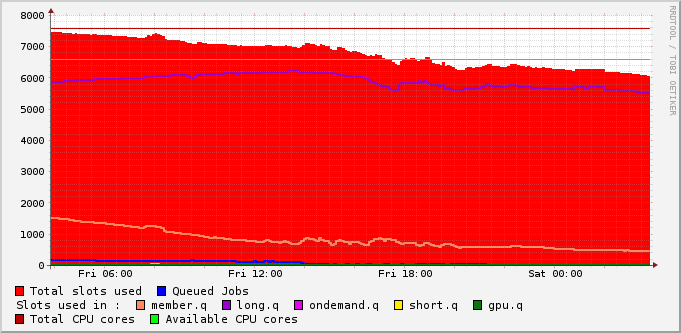 8000
7000
6000
5000
4000
3000
2000
1000
0
Fri 06:00 Fri 12:00 Fri 18:00 Sat 00:00
RRDTOOL / TOBI OETIKER
Total slots used Queued Jobs
Slots used in : member.q long.q ondemand.q short.q gpu.q
Total CPU cores Available CPU cores